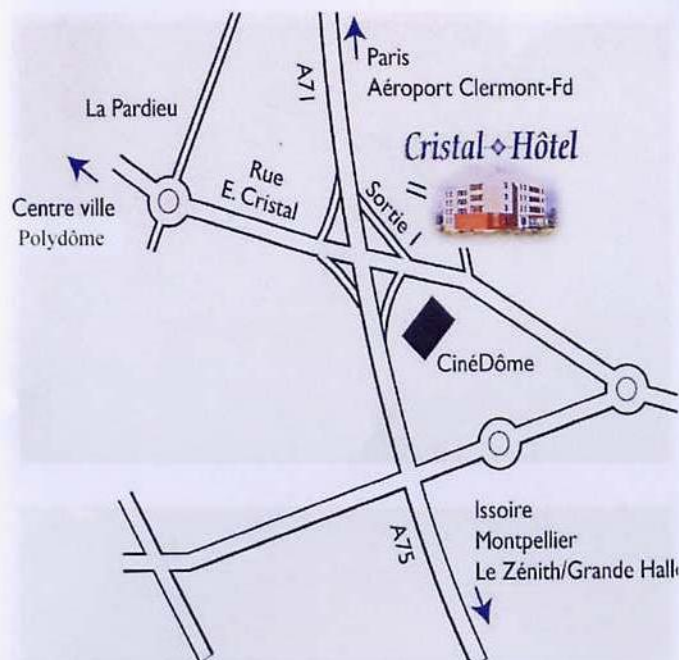 Paris
Aéroport Clermont-Fd
A71
La Pardieu
Cristal Hôtel
Rue
E. Cristal
Sortie 1
Centre ville
Polydôme
CinéDôme
A75
Issoire
Montpellier
Le Zénith/Grande Hall